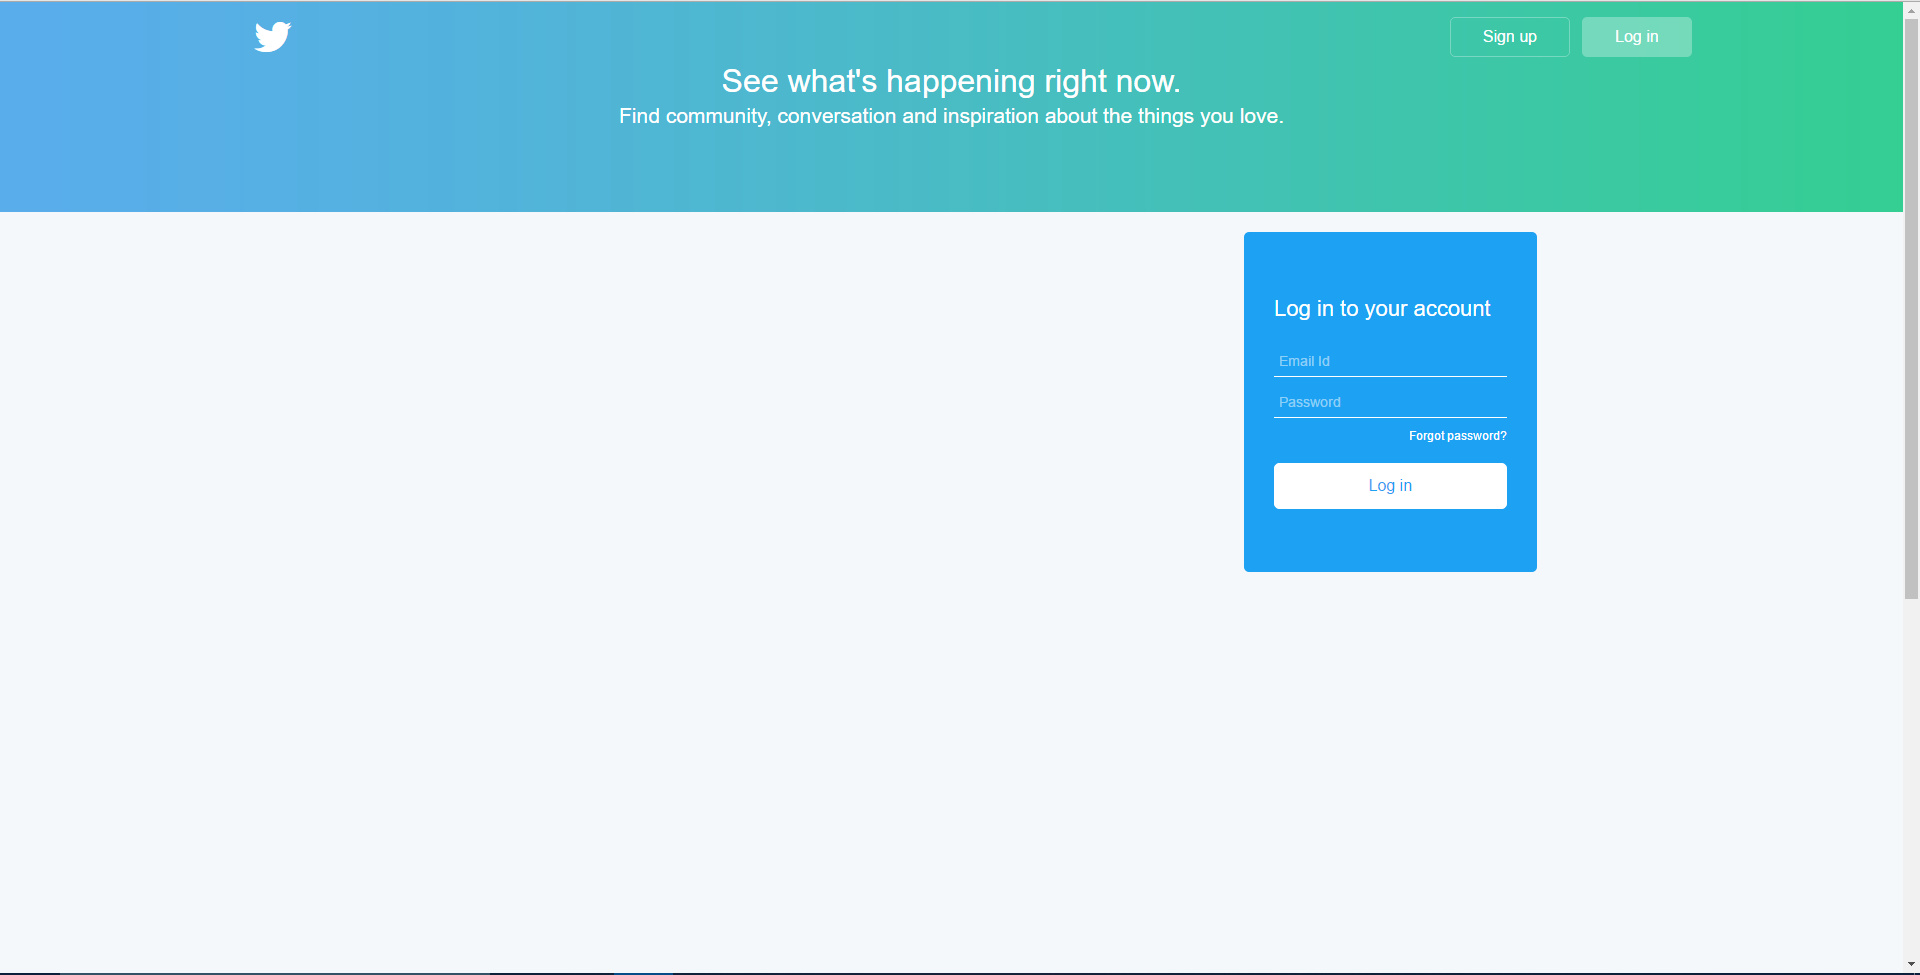 Sign up
Log in
See what's happening right now.
Find community, conversation and inspiration about the things you love.
Log in to your account
Email Id
Password
Forgot password?
Log in